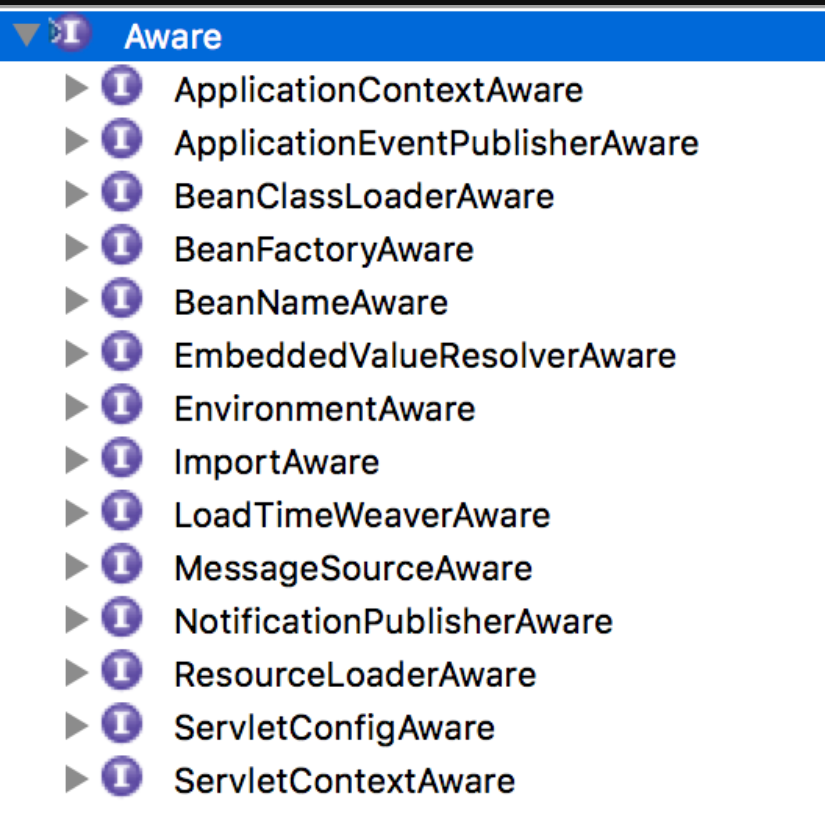 Aware
ApplicationContextAware
ApplicationEventPublisherAware
BeanClassLoaderAware
BeanFactoryAware
BeanNameAware
EmbeddedValueResolverAware
EnvironmentAware
ImportAware
LoadTimeWeaverAware
MessageSourceAware
NotificationPublisherAware
ResourceLoaderAware
ServletConfigAware
ServletContextAware